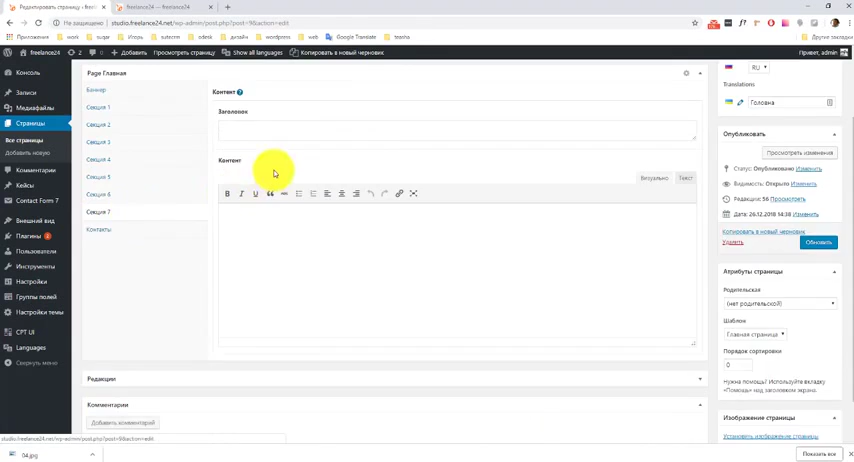 Редактировать страницу
freelance24 — freelance24
Не защищено
studio.freelance24.net/wp-admin/post.php?post=96&action=edit
Приложения
work
sugar
Игорь
suitecrm
odesk
дизайн
wordpress
web
Google Translate
teamha
Другие закладки
freelance24
2
0
Добавить
Просмотреть страницу
Show all languages
Копировать в новый черновик
Привет, admin
Консоль
Записи
Медиафайлы
Страницы
Все страницы
Добавить новую
Комментарии
Кейсы
Contact Form 7
Внешний вид
Плагины 2
Пользователи
Инструменты
Настройки
Группы полей
Настройки темы
CPT UI
Languages
Свернуть меню
Page Главная
Баннер
Секция 1
Секция 2
Секция 3
Секция 4
Секция 5
Секция 6
Секция 7
Контакты
Контент
Заголовок
Контент
Визуально
Текст
B I U
Редакции
Комментарии
Добавить комментарий
RU
Translations
Головна
Опубликовать
Просмотреть изменения
Статус: Опубликовано Изменить
Видимость: Открыто Изменить
Редакции: 56 Просмотреть
Дата: 26.12.2018 14:38 Изменить
Копировать в новый черновик
Удалить
Обновить
Атрибуты страницы
Родительская
(нет родительской)
Шаблон
Главная страница
Порядок сортировки
0
Нужна помощь? Используйте вкладку
«Помощь» над заголовком экрана.
Изображение страницы
Установить изображение страницы
studio.freelance24.net/wp-admin/post.php?post=96&action=edit
04.jpg
Показать все